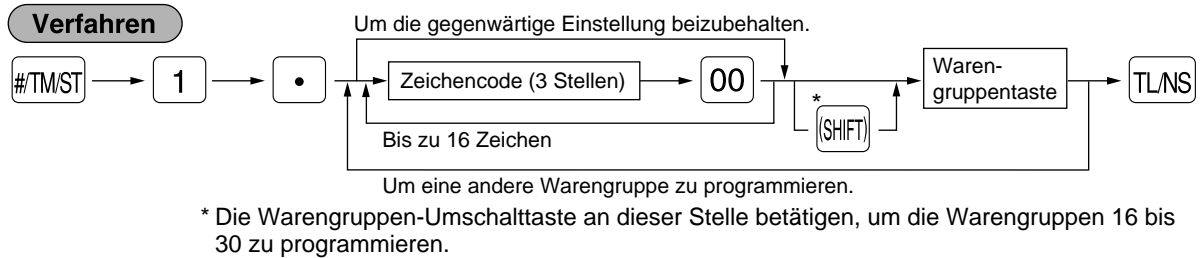 Verfahren
Um die gegenwärtige Einstellung beizubehalten.
#/TM/ST 1 • Zeichencode (3 Stellen) 00 * (SHIFT) Waren-
gruppentaste TL/NS
Bis zu 16 Zeichen
Um eine andere Warengruppe zu programmieren.
* Die Warengruppen-Umschalttaste an dieser Stelle betätigen, um die Warengruppen 16 bis
30 zu programmieren.